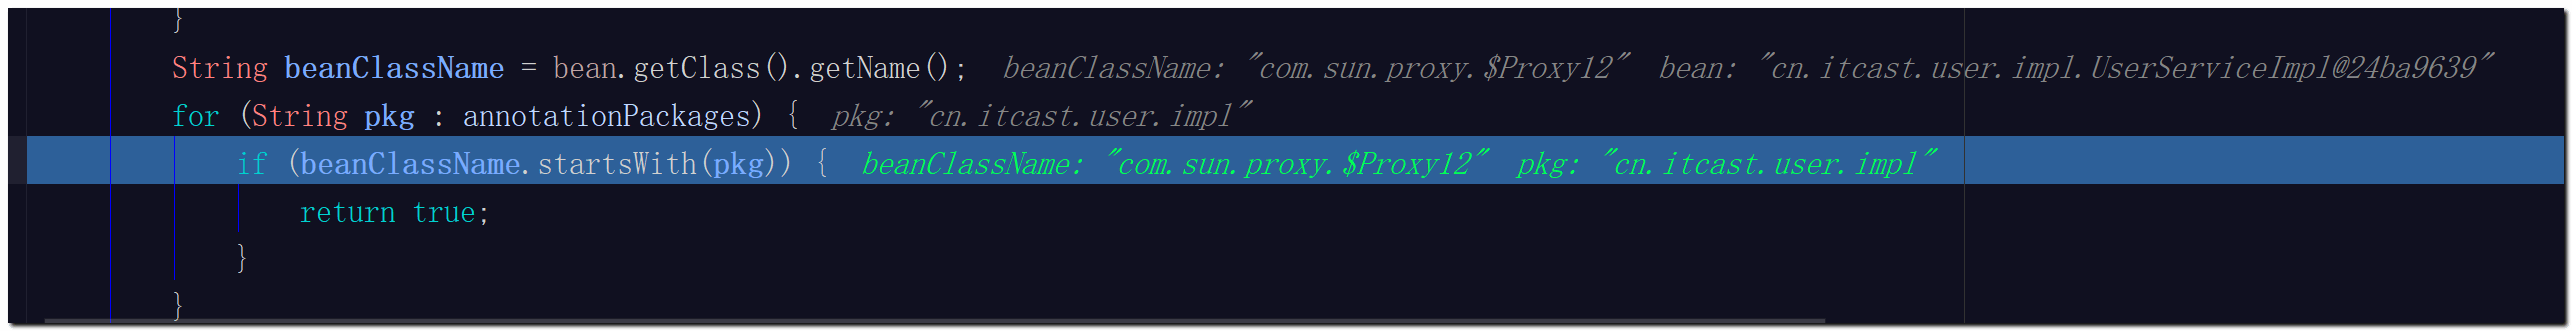 }
String beanClassName = bean.getClass().getName();  beanClassName: "com.sun.proxy.$Proxy12"  bean: "cn.itcast.user.impl.UserServiceImpl@24ba9639"
for (String pkg : annotationPackages) {  pkg: "cn.itcast.user.impl"
if (beanClassName.startsWith(pkg)) {  beanClassName: "com.sun.proxy.$Proxy12"  pkg: "cn.itcast.user.impl"
return true;
}
}